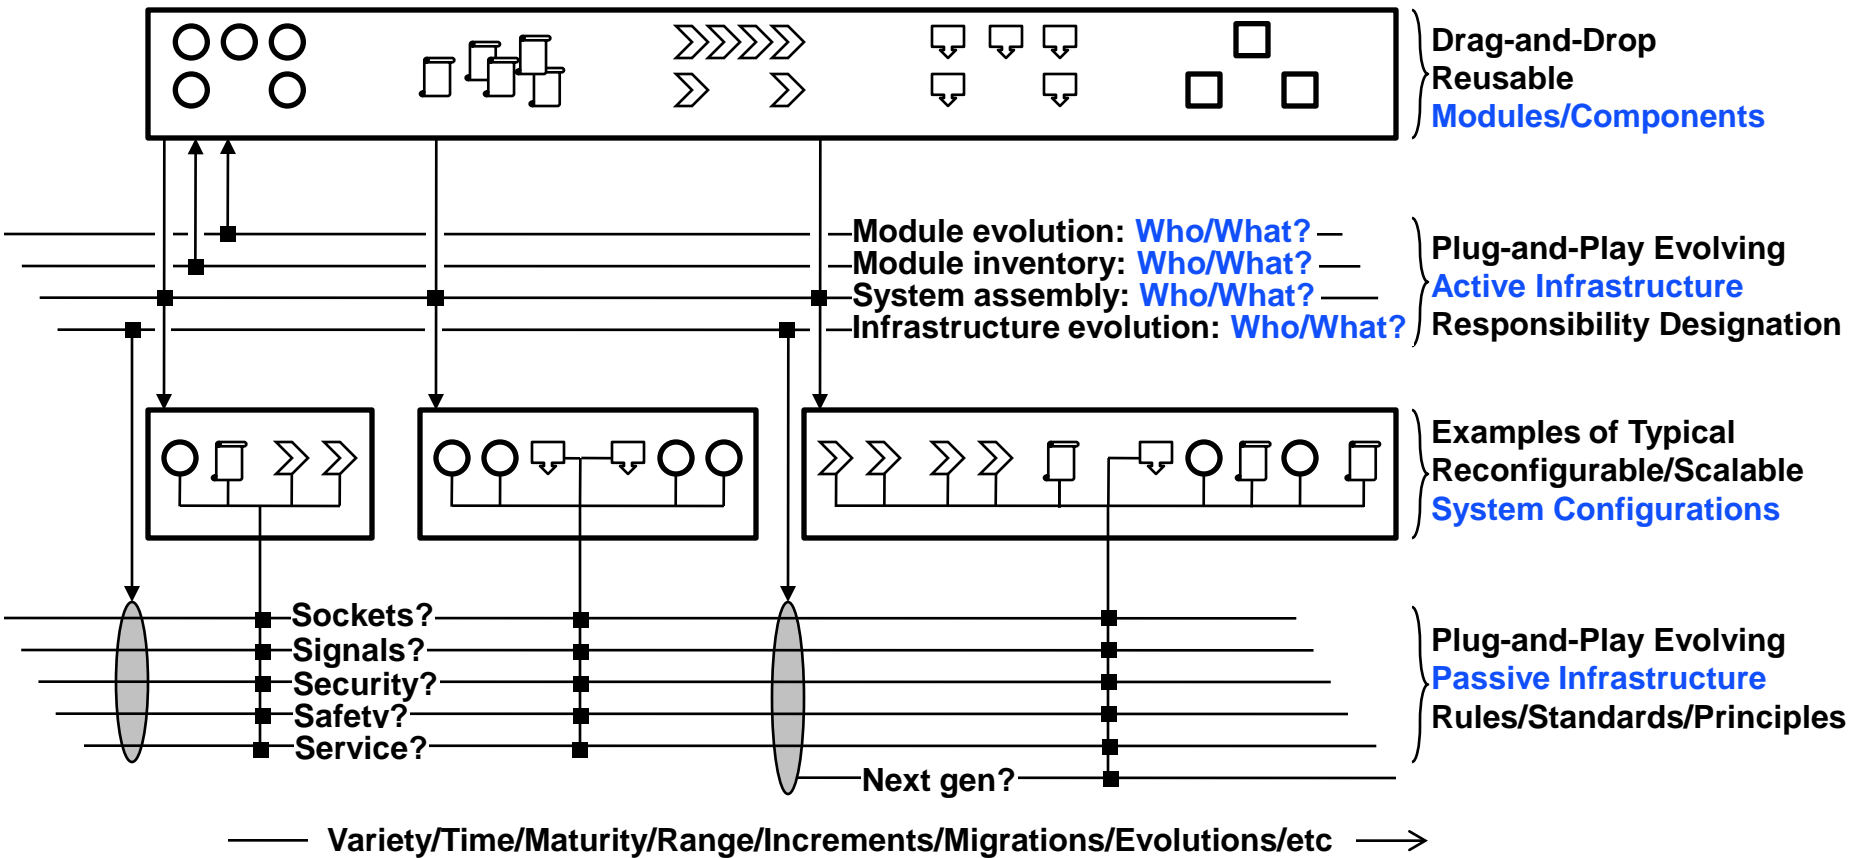 Drag-and-Drop
Reusable
Modules/Components
Module evolution: Who/What?
Module inventory: Who/What?
System assembly: Who/What?
Infrastructure evolution: Who/What?
Plug-and-Play Evolving
Active Infrastructure
Responsibility Designation
Examples of Typical
Reconfigurable/Scalable
System Configurations
Sockets?
Signals?
Security?
Safety?
Service?
Next gen?
Plug-and-Play Evolving
Passive Infrastructure
Rules/Standards/Principles
Variety/Time/Maturity/Range/Increments/Migrations/Evolutions/etc